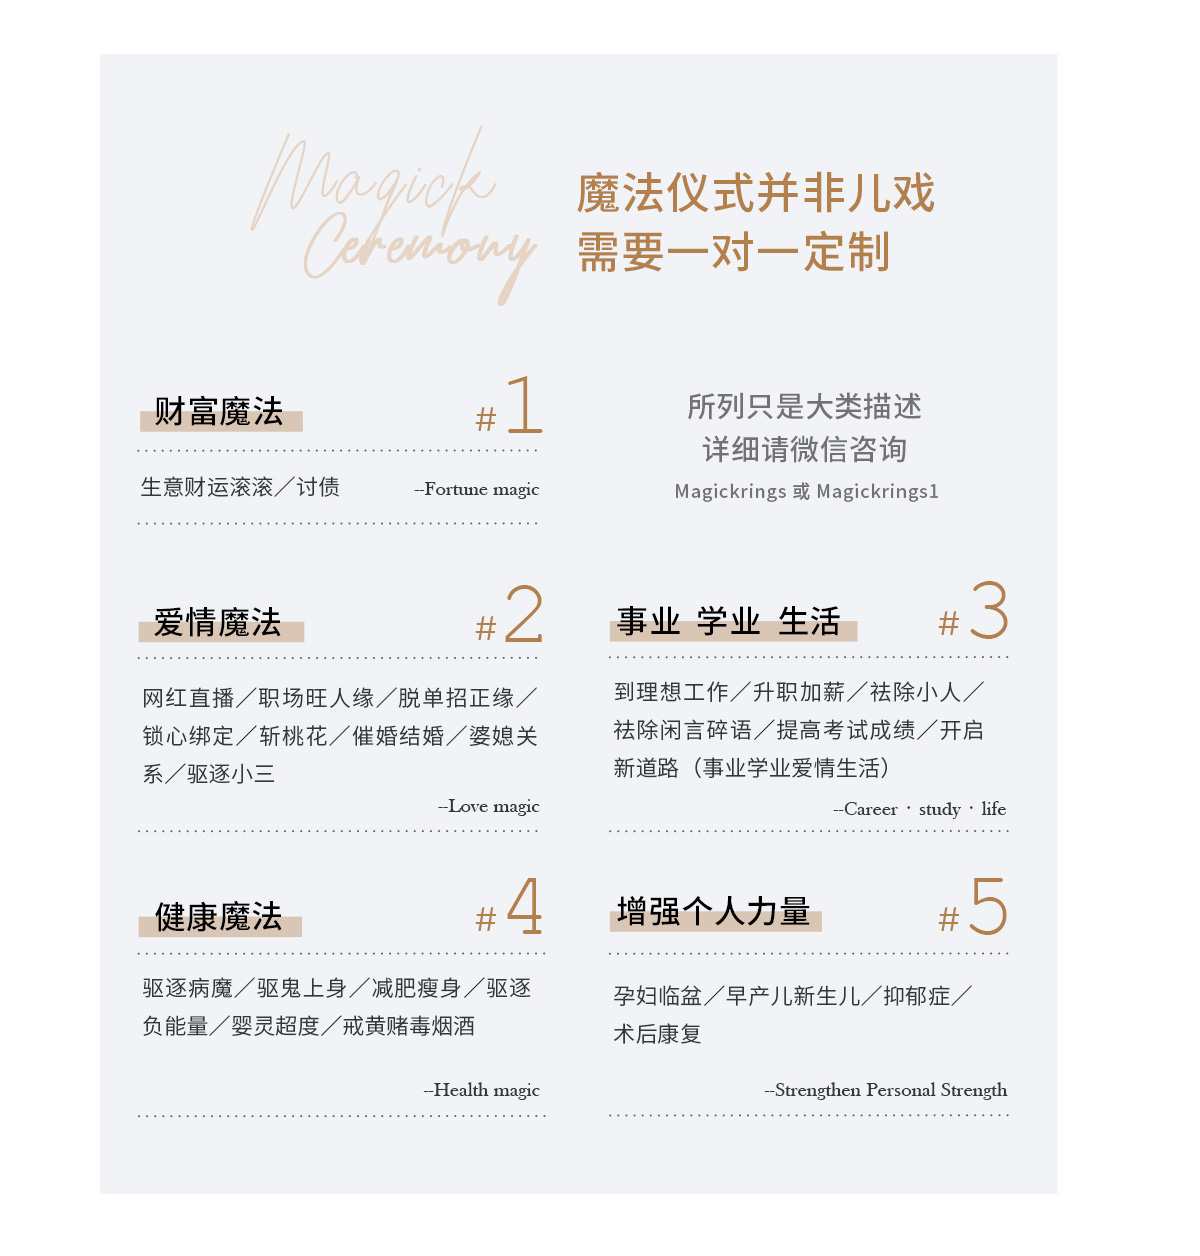 Magick
Ceremony
魔法仪式并非儿戏
需要一对一定制
财富魔法
#1
生意财运滚滚／讨债
--Fortune magic
所列只是大类描述
详细请微信咨询
Magickrings 或 Magickrings1
爱情魔法
#2
网红直播／职场旺人缘／脱单招正缘／
锁心绑定／斩桃花／催婚结婚／婆媳关
系／驱逐小三
--Love magic
事业 学业 生活
#3
到理想工作／升职加薪／祛除小人／
祛除闲言碎语／提高考试成绩／开启
新道路（事业学业爱情生活）
--Career · study · life
健康魔法
#4
驱逐病魔／驱鬼上身／减肥瘦身／驱逐
负能量／婴灵超度／戒黄赌毒烟酒
--Health magic
增强个人力量
#5
孕妇临盆／早产儿新生儿／抑郁症／
术后康复
--Strengthen Personal Strength